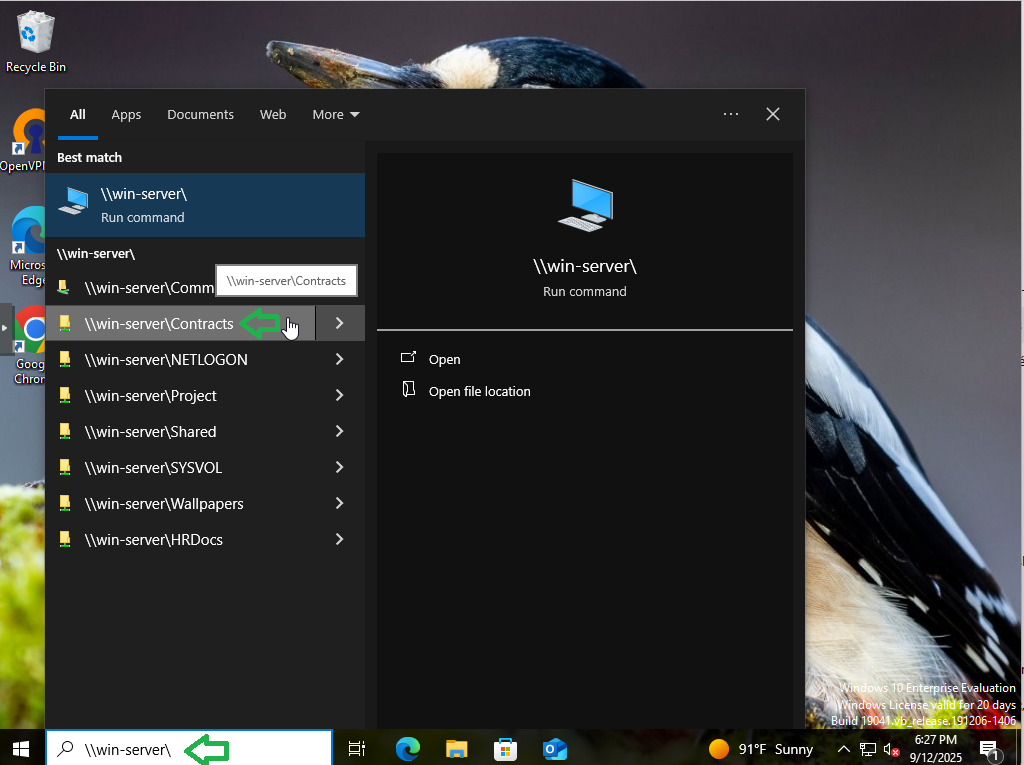 Recycle Bin
OpenVPN
Micros
Edge
Goog
Chron
All Apps Documents Web More
Best match
\\win-server\
Run command
\\win-server\
\\win-server\Comm
\\win-server\Contracts
\\win-server\Contracts
\\win-server\NETLOGON
\\win-server\Project
\\win-server\Shared
\\win-server\SYSVOL
\\win-server\Wallpapers
\\win-server\HRDocs
\\win-server\
Run command
Open
Open file location
Windows 10 Enterprise Evaluation
Windows License valid for 20 days
Build 19041.vb_release.191206-1406
\\win-server\
91°F Sunny
6:27 PM
9/12/2025
1